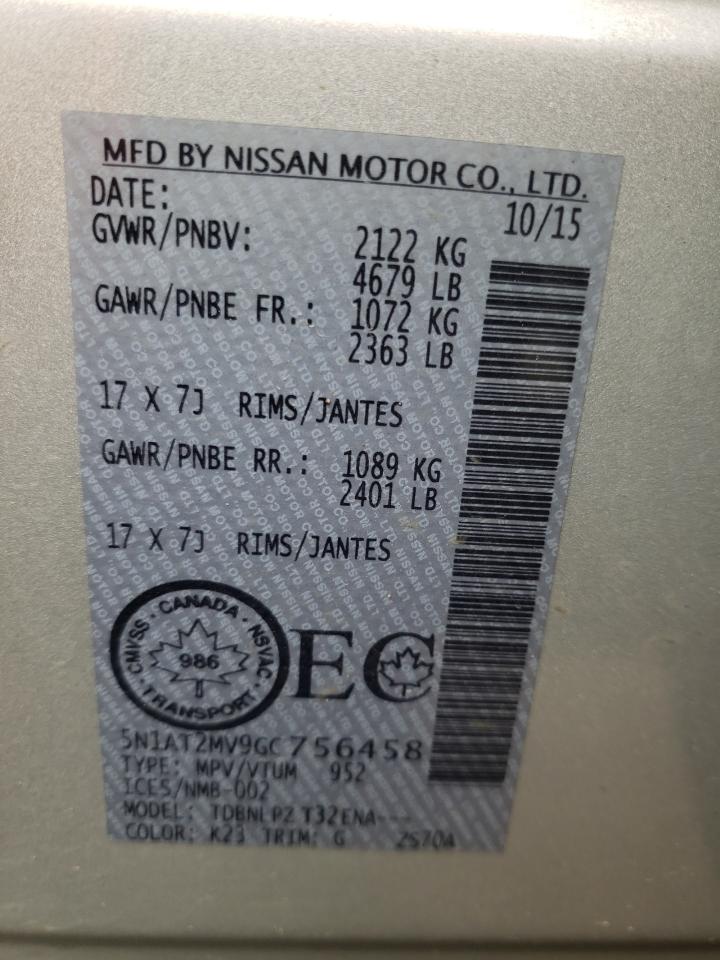 MFD BY NISSAN MOTOR CO., LTD.
DATE: 10/15
GVWR/PNBV: 2122 KG
4679 LB
GAWR/PNBE FR.: 1072 KG
2363 LB
17 X 7J RIMS/JANTES
GAWR/PNBE RR.: 1089 KG
2401 LB
17 X 7J RIMS/JANTES
CANADA · NSVAC · TRANSPORT · CMVSS ·
986
EC
5N1AT2MV9GC756458
TYPE: MPV/VTUM 952
ICES/NMB-002
MODEL: TDBNLPZ T32ENA---
COLOR: K23 TRIM: G